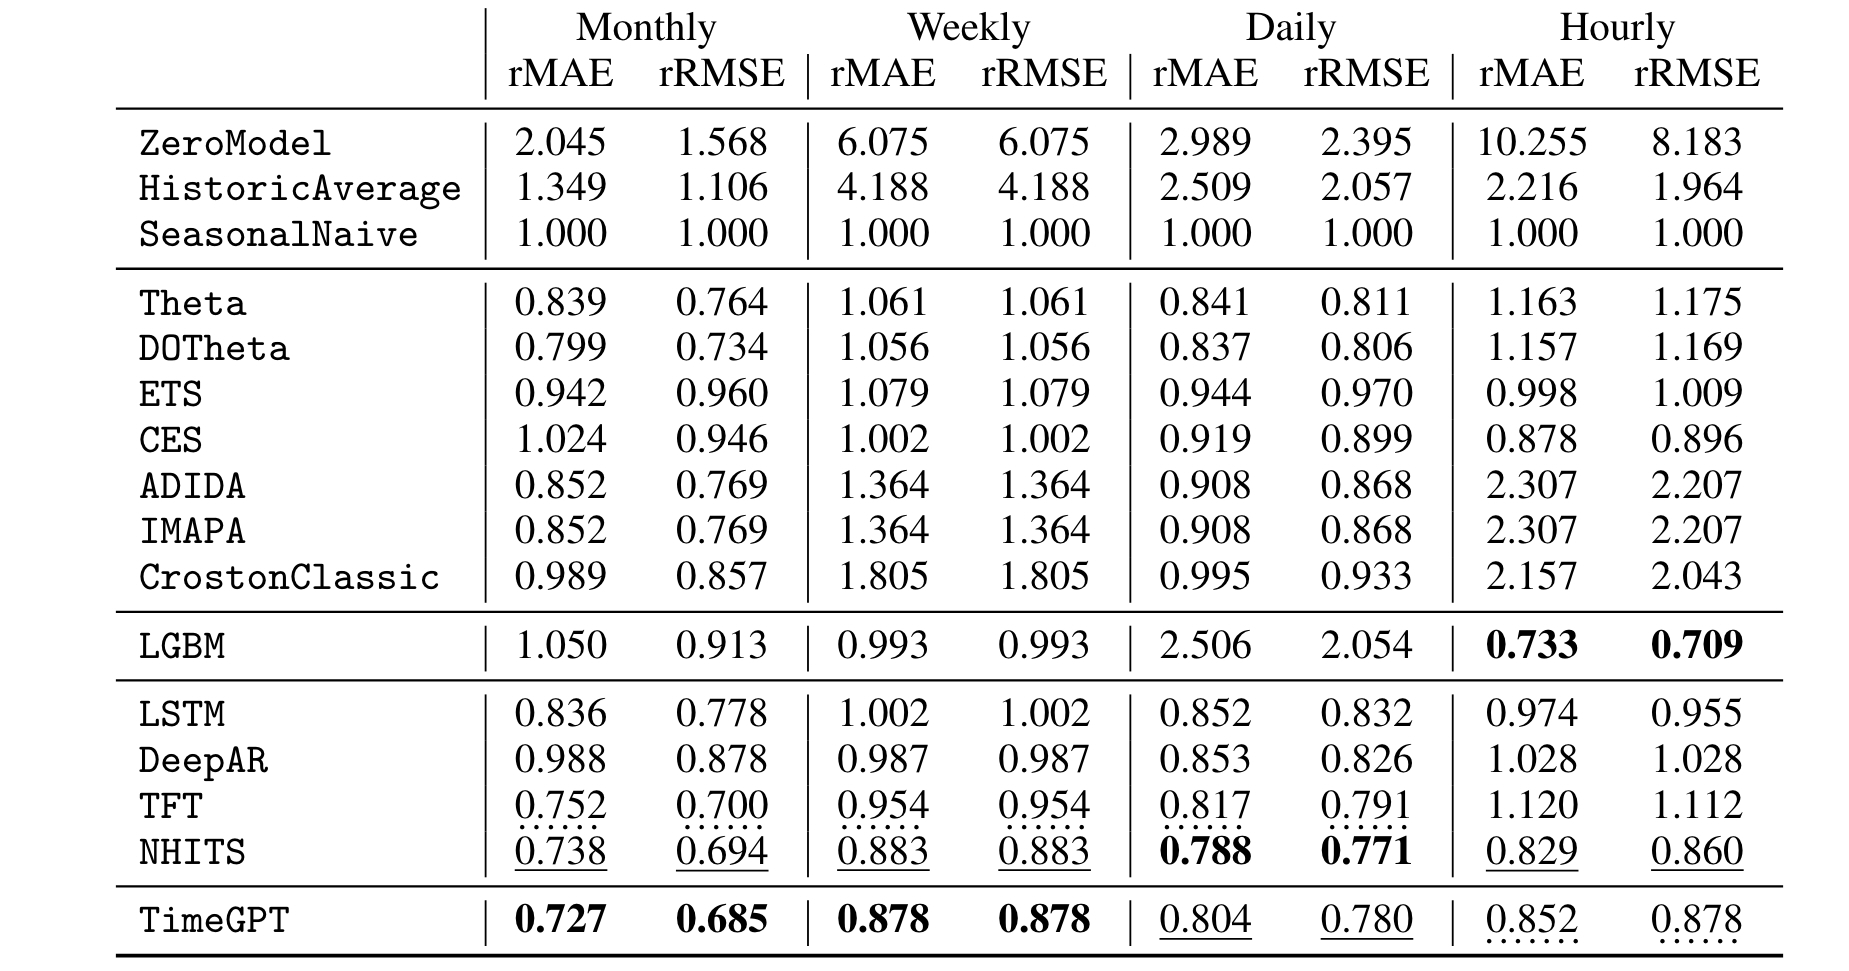 Monthly Weekly Daily Hourly
rMAE rRMSE rMAE rRMSE rMAE rRMSE rMAE rRMSE
ZeroModel 2.045 1.568 6.075 6.075 2.989 2.395 10.255 8.183
HistoricAverage 1.349 1.106 4.188 4.188 2.509 2.057 2.216 1.964
SeasonalNaive 1.000 1.000 1.000 1.000 1.000 1.000 1.000 1.000
Theta 0.839 0.764 1.061 1.061 0.841 0.811 1.163 1.175
DOTheta 0.799 0.734 1.056 1.056 0.837 0.806 1.157 1.169
ETS 0.942 0.960 1.079 1.079 0.944 0.970 0.998 1.009
CES 1.024 0.946 1.002 1.002 0.919 0.899 0.878 0.896
ADIDA 0.852 0.769 1.364 1.364 0.908 0.868 2.307 2.207
IMAPA 0.852 0.769 1.364 1.364 0.908 0.868 2.307 2.207
CrostonClassic 0.989 0.857 1.805 1.805 0.995 0.933 2.157 2.043
LGBM 1.050 0.913 0.993 0.993 2.506 2.054 0.733 0.709
LSTM 0.836 0.778 1.002 1.002 0.852 0.832 0.974 0.955
DeepAR 0.988 0.878 0.987 0.987 0.853 0.826 1.028 1.028
TFT 0.752 0.700 0.954 0.954 0.817 0.791 1.120 1.112
NHITS 0.738 0.694 0.883 0.883 0.788 0.771 0.829 0.860
TimeGPT 0.727 0.685 0.878 0.878 0.804 0.780 0.852 0.878